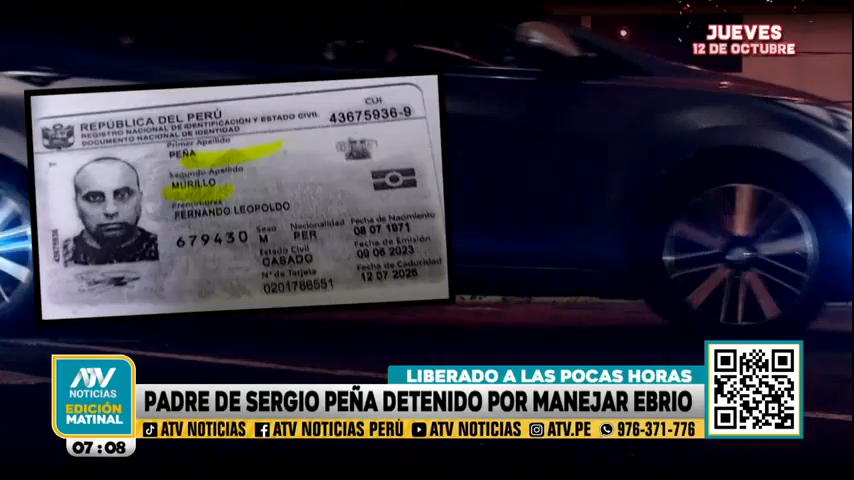 JUEVES
12 DE OCTUBRE
CUI
43675936-9
REPÚBLICA DEL PERÚ
REGISTRO NACIONAL DE IDENTIFICACIÓN Y ESTADO CIVIL
DOCUMENTO NACIONAL DE IDENTIDAD
Primer Apellido
PEÑA
Segundo Apellido
MURILLO
Prenombres
FERNANDO LEOPOLDO
Sexo
M
Nacionalidad
PER
Fecha de Nacimiento
08 07 1971
679430
Estado Civil
CASADO
Fecha de Emisión
09 06 2023
Nº de Tarjeta
0201766551
Fecha de Caducidad
12 07 2025
LIBERADO A LAS POCAS HORAS
ATV
NOTICIAS
EDICIÓN
MATINAL
07:08
PADRE DE SERGIO PEÑA DETENIDO POR MANEJAR EBRIO
ATV NOTICIAS ATV NOTICIAS PERÚ ATV NOTICIAS ATV.PE 976-371-776